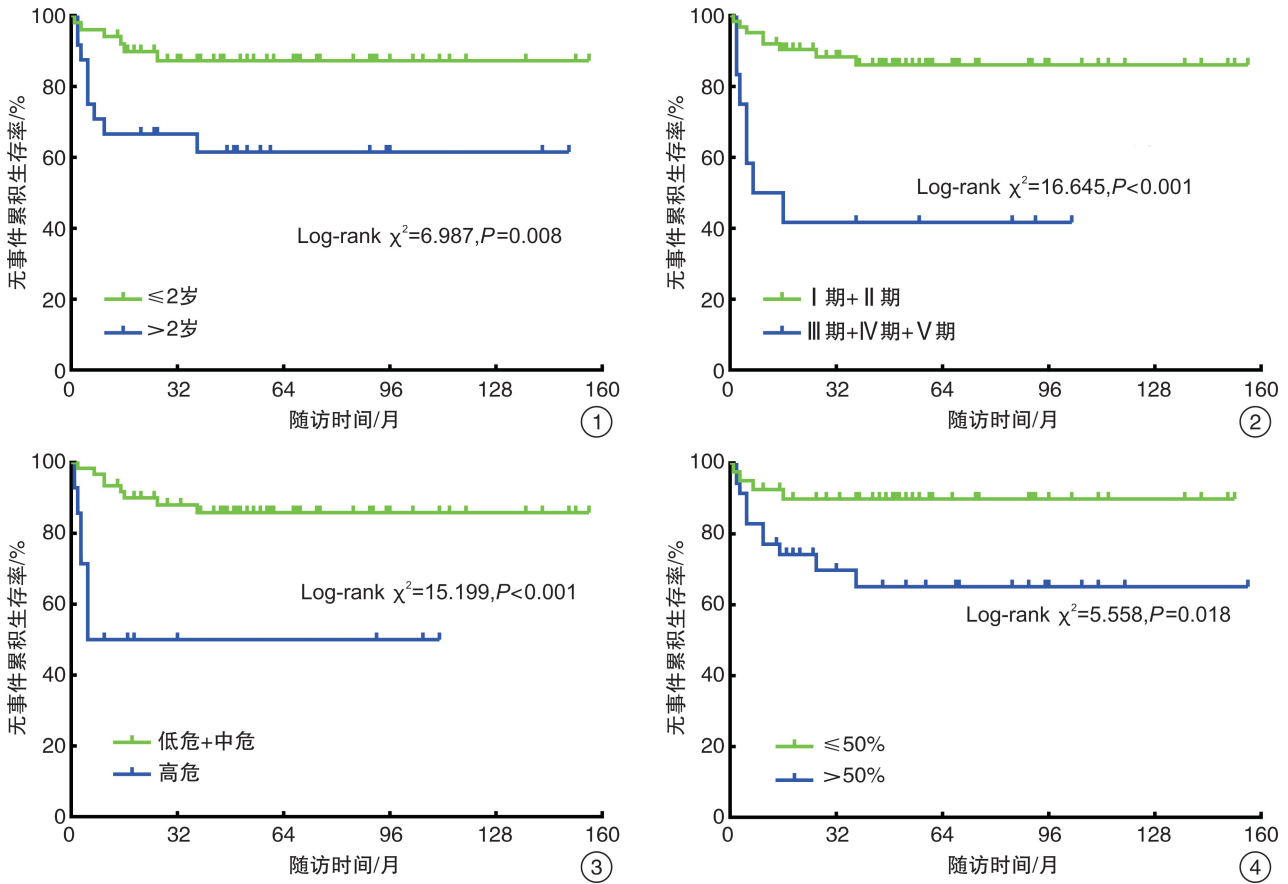 100
80
60
40
20
0
无事件累积生存率/%
Log-rank χ²=6.987,P=0.008
≤2岁
>2岁
0 32 64 96 128 160
随访时间/月
①
100
80
60
40
20
0
无事件累积生存率/%
Log-rank χ²=16.645,P<0.001
Ⅰ期+Ⅱ期
Ⅲ期+Ⅳ期+Ⅴ期
0 32 64 96 128 160
随访时间/月
②
100
80
60
40
20
0
无事件累积生存率/%
Log-rank χ²=15.199,P<0.001
低危+中危
高危
0 32 64 96 128 160
随访时间/月
③
100
80
60
40
20
0
无事件累积生存率/%
Log-rank χ²=5.558,P=0.018
≤50%
>50%
0 32 64 96 128 160
随访时间/月
④